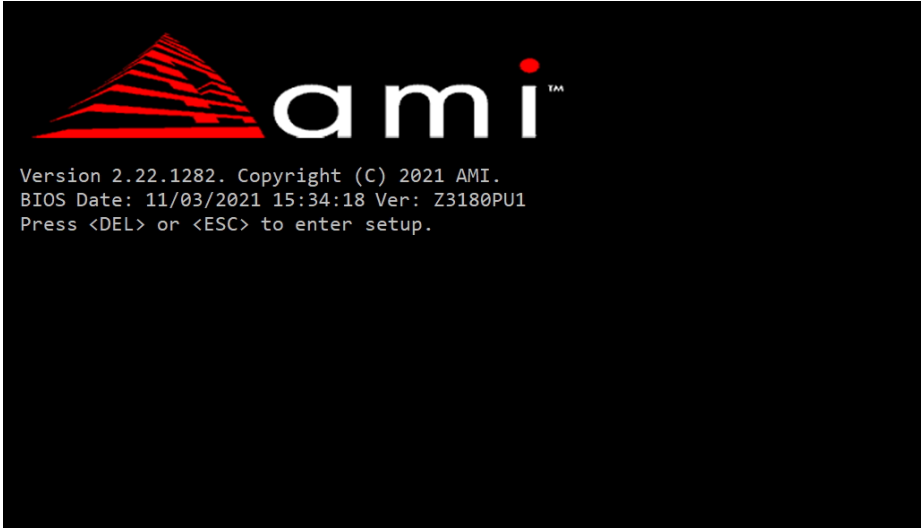 ami™
Version 2.22.1282. Copyright (C) 2021 AMI.
BIOS Date: 11/03/2021 15:34:18 Ver: Z3180PU1
Press <DEL> or <ESC> to enter setup.